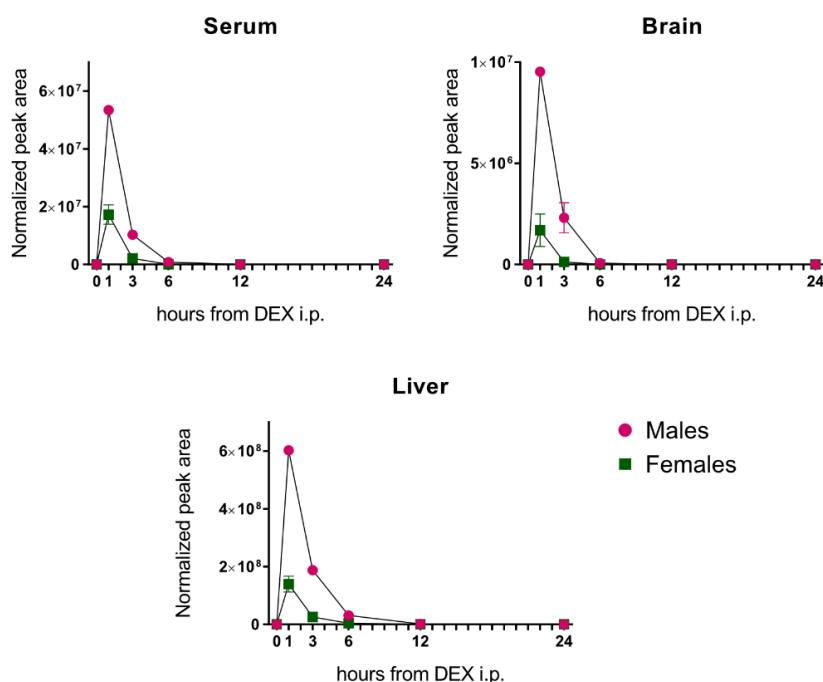 Serum
Normalized peak area
6×10⁷
4×10⁷
2×10⁷
0
0 1 3 6 12 24
hours from DEX i.p.
Brain
Normalized peak area
1×10⁷
5×10⁶
0
0 1 3 6 12 24
hours from DEX i.p.
Liver
Normalized peak area
6×10⁸
4×10⁸
2×10⁸
0
0 1 3 6 12 24
hours from DEX i.p.
Males
Females